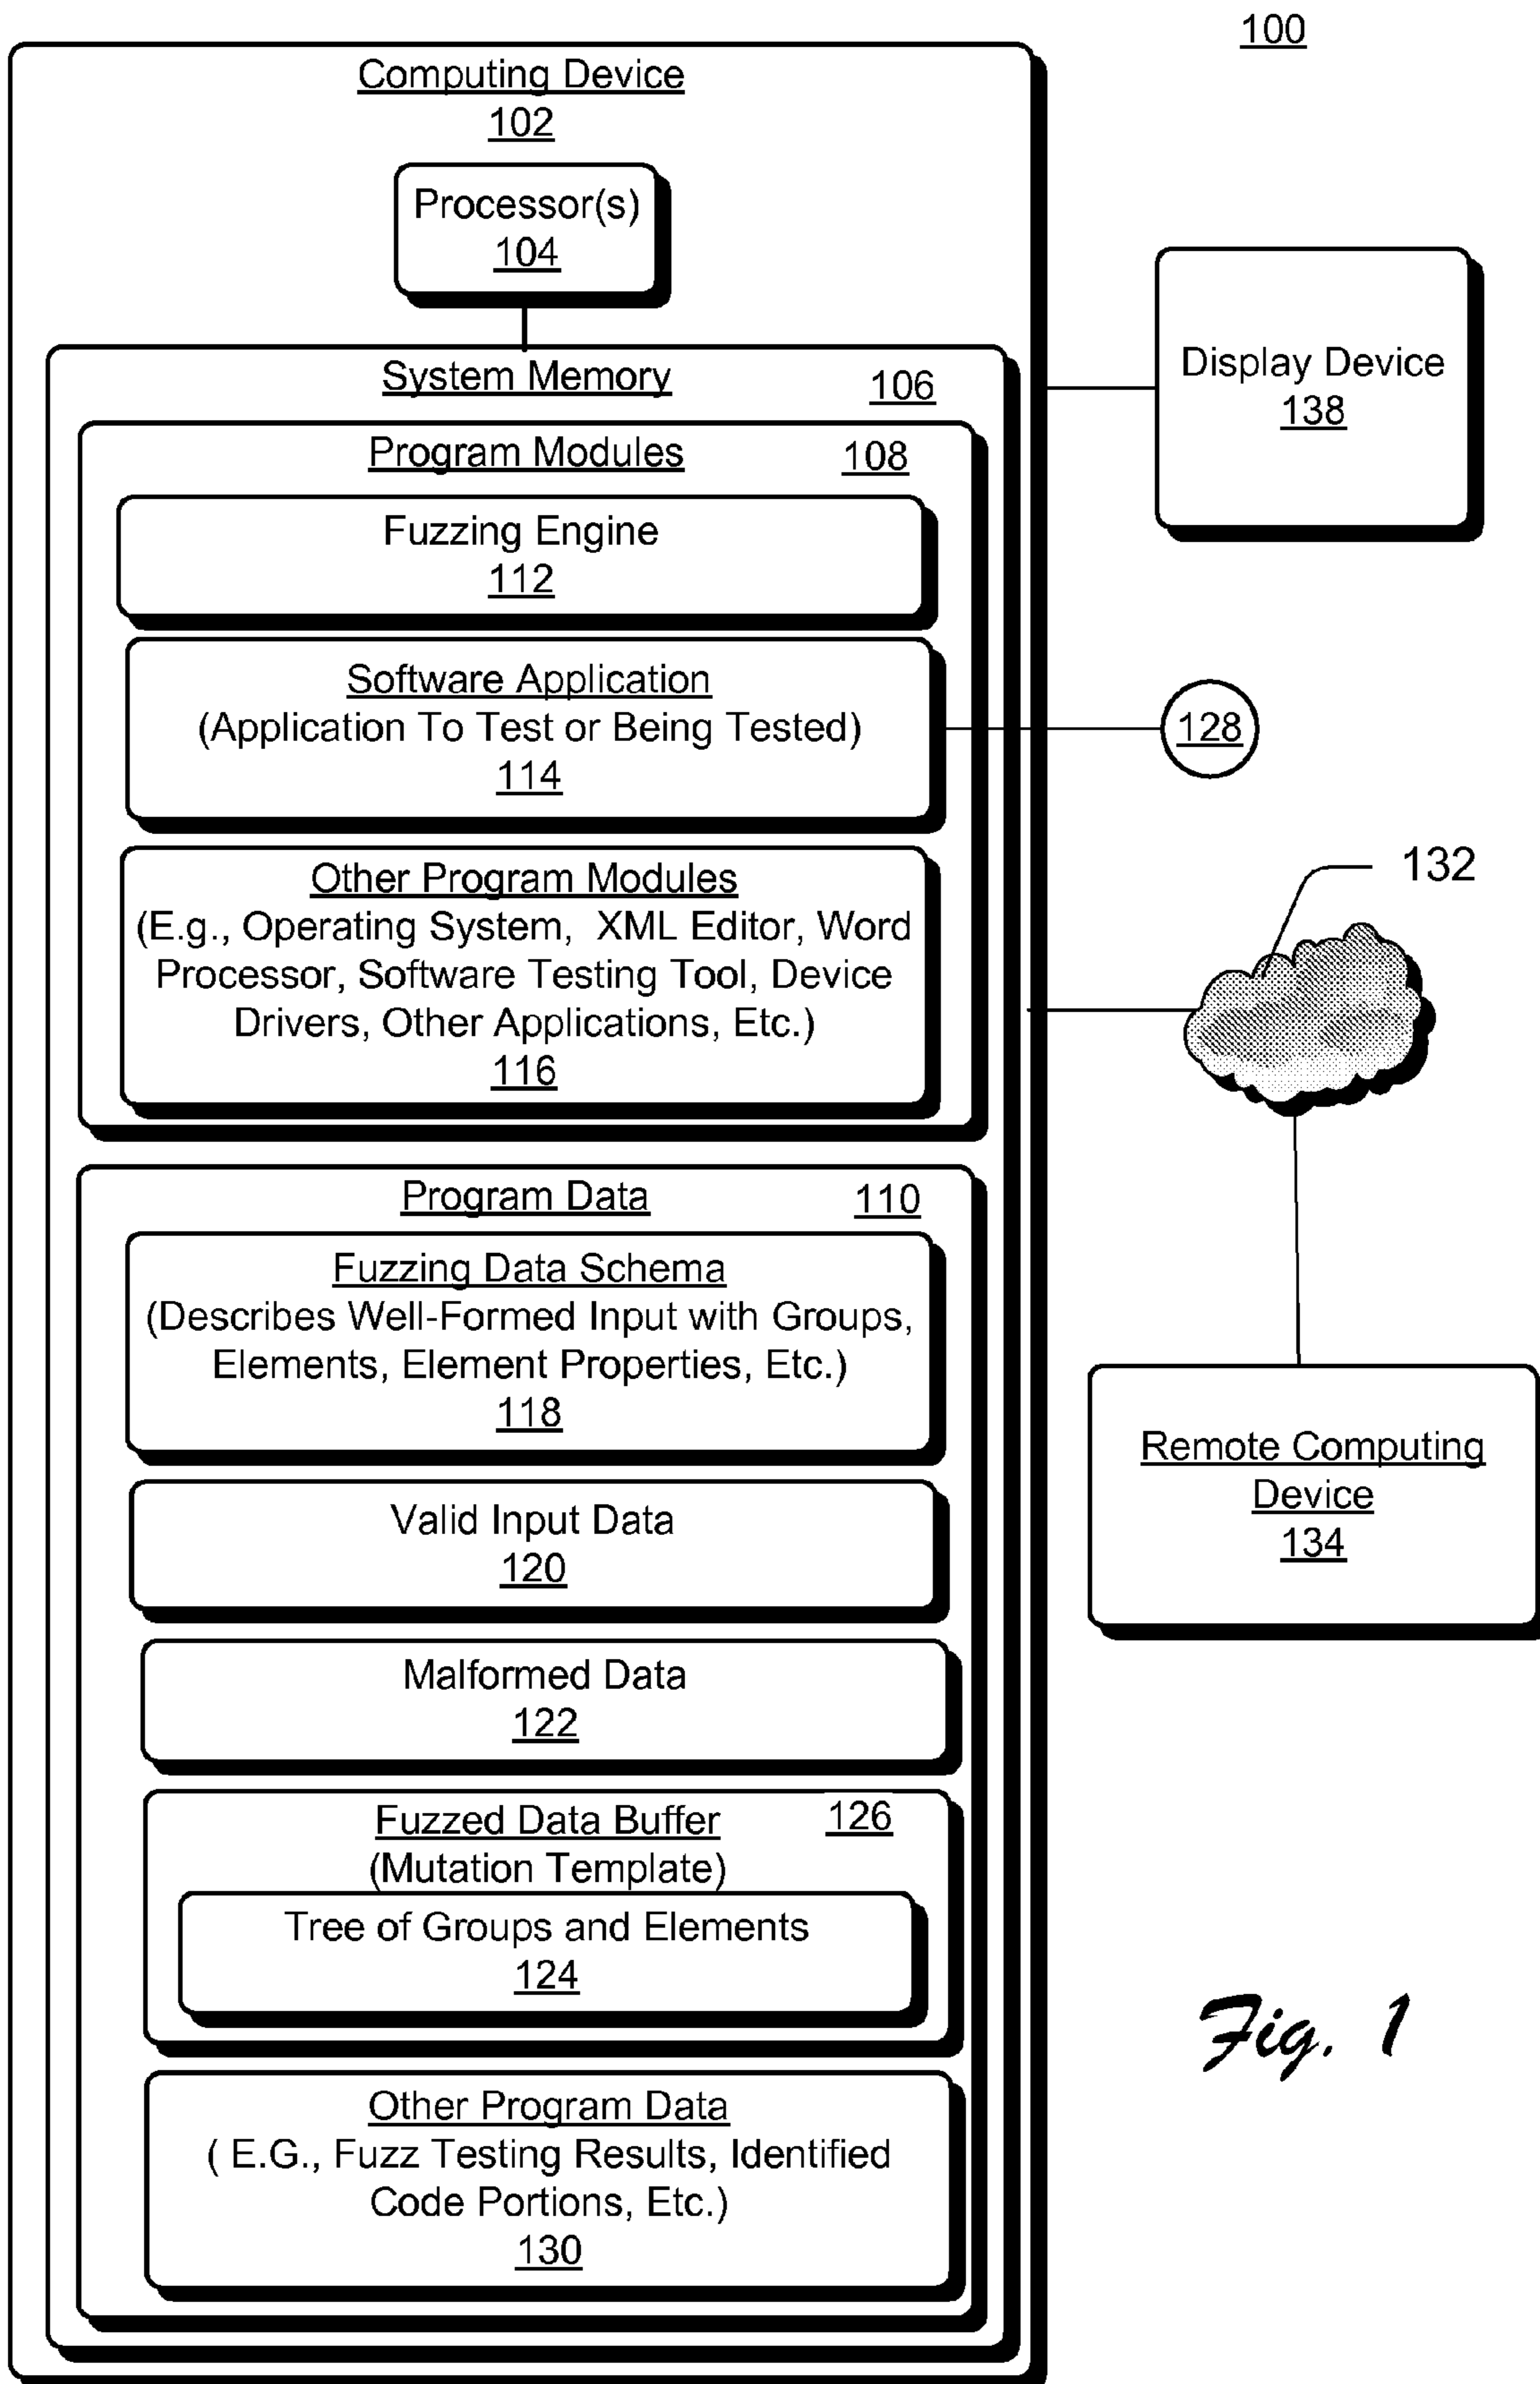 100
Computing Device
102
Processor(s)
104
System Memory 106
Program Modules 108
Fuzzing Engine
112
Software Application
(Application To Test or Being Tested)
114
Other Program Modules
(E.g., Operating System, XML Editor, Word
Processor, Software Testing Tool, Device
Drivers, Other Applications, Etc.)
116
Program Data 110
Fuzzing Data Schema
(Describes Well-Formed Input with Groups,
Elements, Element Properties, Etc.)
118
Valid Input Data
120
Malformed Data
122
Fuzzed Data Buffer 126
(Mutation Template)
Tree of Groups and Elements
124
Other Program Data
( E.G., Fuzz Testing Results, Identified
Code Portions, Etc.)
130
Display Device
138
128
132
Remote Computing
Device
134
Fig. 1